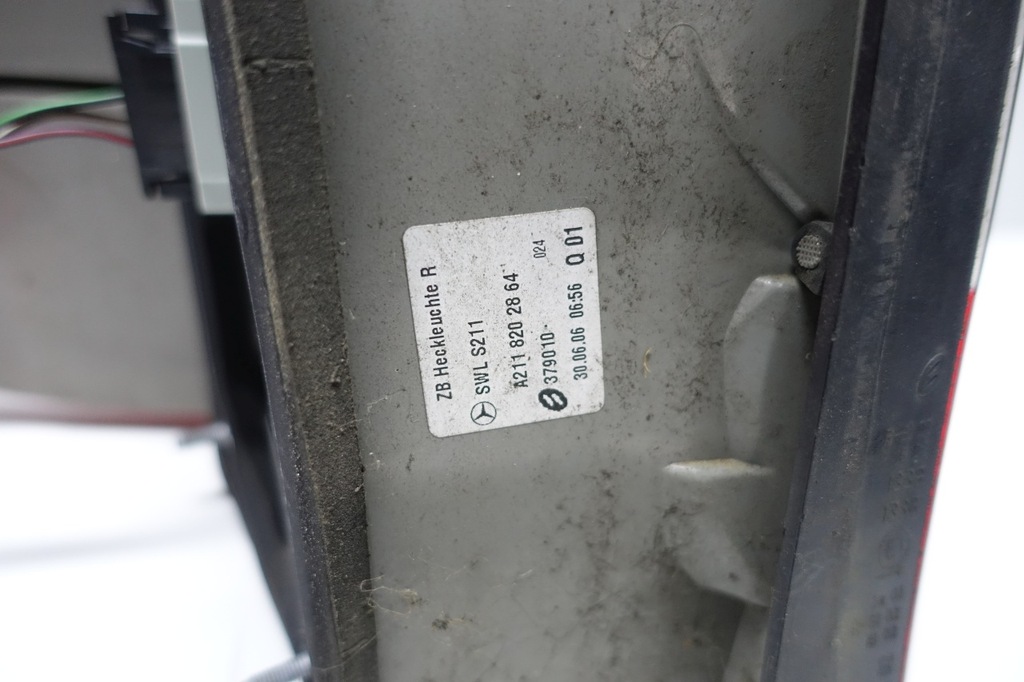 ZB Heckleuchte R
SWL S211
A211 820 28 64
024
379010
30.06.06 06:56 Q 01